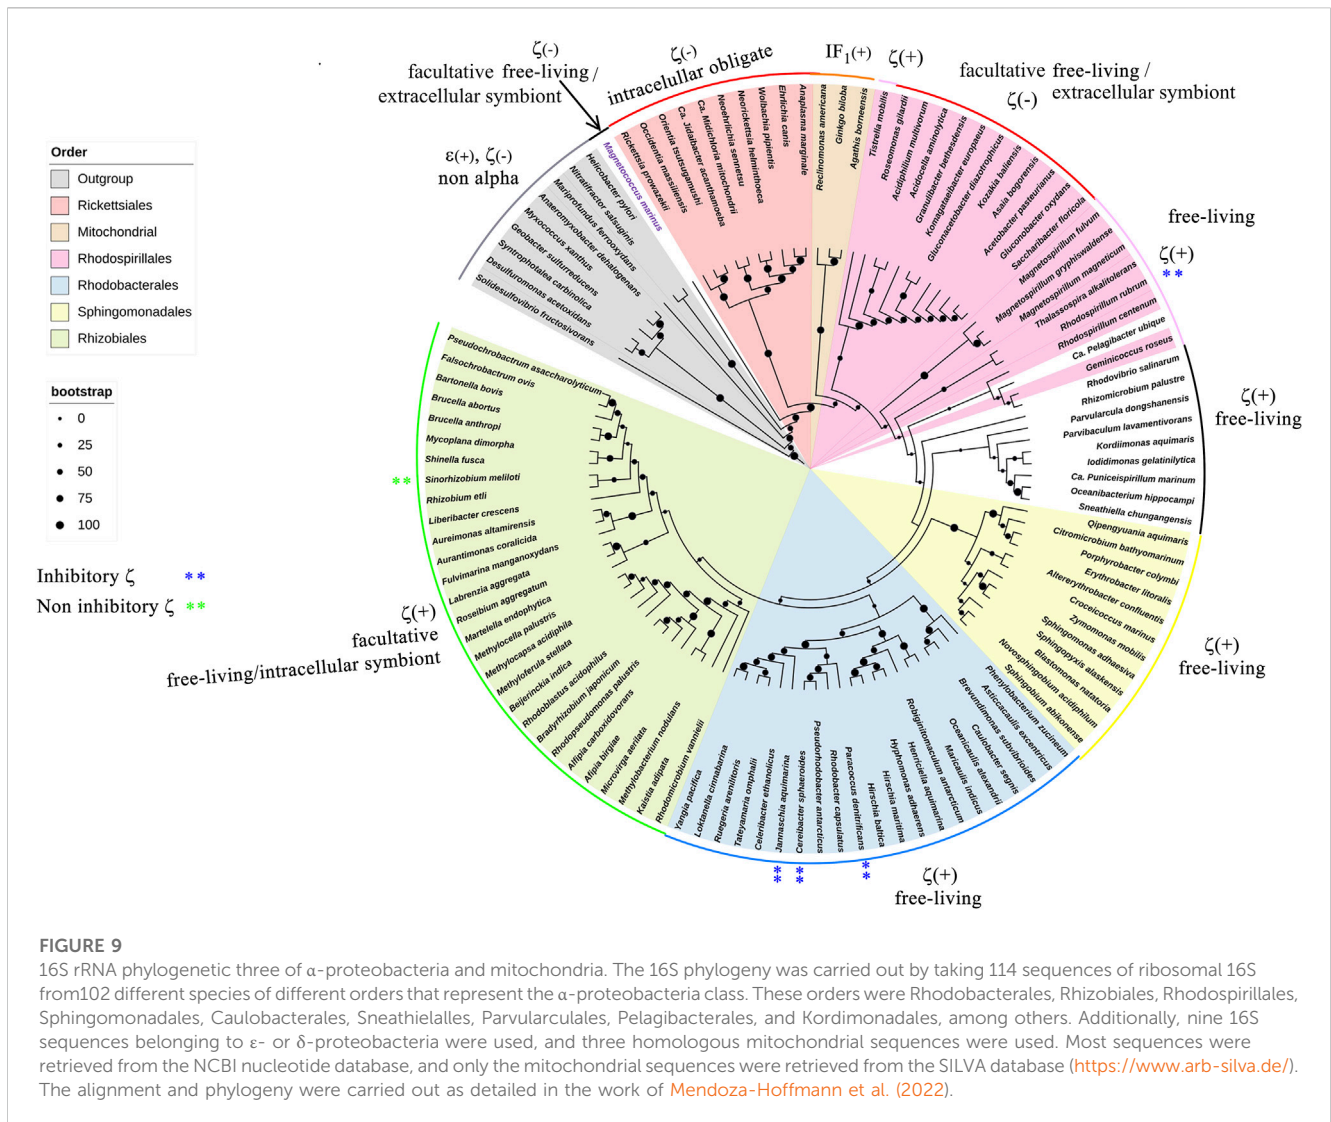 ζ(-)
facultative free-living /
extracellular symbiont
ζ(-)
intracelullar obligate
IF1(+)
ζ(+)
facultative free-living /
ζ(-)
extracellular symbiont
ε(+), ζ(-)
non alpha
free-living
ζ(+)
**
ζ(+)
free-living
ζ(+)
free-living
ζ(+)
free-living
**
**
**
ζ(+)
facultative
free-living/intracellular symbiont
**
Order
Outgroup
Rickettsiales
Mitochondrial
Rhodospirillales
Rhodobacterales
Sphingomonadales
Rhizobiales
bootstrap
0
25
50
75
100
Inhibitory ζ **
Non inhibitory ζ **
Solidesulfovibrio fructosivorans
Desulfuromonas acetoxidans
Syntrophotalea carbinolica
Geobacter sulfurreducens
Myxococcus xanthus
Anaeromyxobacter dehalogenans
Mariprofundus ferrooxydans
Nitratifractor salsuginis
Helicobacter pylori
Magnetococcus marinus
Rickettsia prowazekii
Occidentia massiliensis
Orientia tsutsugamushi
Ca. Jidaibacter acanthamoeba
Ca. Midichloria mitochondrii
Neoehrlichia sennetsu
Neorickettsia helminthoeca
Wolbachia pipientis
Ehrlichia canis
Anaplasma marginale
Reclinomonas americana
Ginkgo biloba
Agathis borneensis
Tistrella mobilis
Roseomonas gilardii
Acidiphilium multivorum
Acidocella aminolytica
Granulibacter bethesdensis
Komagataeibacter europaeus
Gluconacetobacter diazotrophicus
Kozakia baliensis
Asaia bogorensis
Acetobacter pasteurianus
Gluconobacter oxydans
Saccharibacter floricola
Magnetospirillum fulvum
Magnetospirillum gryphiswaldense
Magnetospirillum magneticum
Thalassospira alkalitolerans
Rhodospirillum rubrum
Rhodospirillum centenum
Ca. Pelagibacter ubique
Geminicoccus roseus
Rhodovibrio salinarum
Rhizomicrobium palustre
Parvularcula dongshanensis
Parvibaculum lavamentivorans
Kordiimonas aquimaris
Iodidimonas gelatinilytica
Ca. Puniceispirillum marinum
Oceanibacterium hippocampi
Sneathiella chungangensis
Qipengyuania aquimaris
Citromicrobium bathyomarinum
Porphyrobacter colymbi
Erythrobacter litoralis
Altererythrobacter confluentis
Croceicoccus marinus
Zymomonas mobilis
Sphingomonas adhaesiva
Sphingopyxis alaskensis
Blastomonas natatoria
Novosphingobium acidiphilum
Sphingobium abikonense
Phenylobacterium zucineum
Asticcacaulis excentricus
Brevundimonas subvibrioides
Caulobacter segnis
Oceanicaulis alexandrii
Maricaulis indicus
Robiginitomaculum antarcticum
Henriciella aquimarina
Hyphomonas adhaerens
Hirschia maritima
Hirschia baltica
Paracoccus denitrificans
Rhodobacter capsulatus
Pseudorhodobacter antarcticus
Cereibacter sphaeroides
Jannaschia aquimarina
Celeribacter ethanolicus
Tateyamaria omphalii
Ruegeria arenilitoris
Loktanella cinnabarina
Yangia pacifica
Rhodomicrobium vannielii
Kaistia adipata
Methylobacterium nodulans
Microvirga aerilata
Afipia birgiae
Alfipia carboxidovorans
Rhodopseudomonas palustris
Bradyrhizobium japonicum
Rhodoblastus acidophilus
Beijerinckia indica
Methyloferula stellata
Methylocapsa acidiphila
Methylocella palustris
Martelella endophytica
Roseibium aggregatum
Labrenzia aggregata
Fulvimarina manganoxydans
Aurantimonas coralicida
Aureimonas altamirensis
Liberibacter crescens
Rhizobium etli
Sinorhizobium meliloti
Shinella fusca
Mycoplana dimorpha
Brucella anthropi
Brucella abortus
Bartonella bovis
Falsochrobactrum ovis
Pseudochrobactrum asaccharolyticum
FIGURE 9
16S rRNA phylogenetic three of α-proteobacteria and mitochondria. The 16S phylogeny was carried out by taking 114 sequences of ribosomal 16S
from102 different species of different orders that represent the α-proteobacteria class. These orders were Rhodobacterales, Rhizobiales, Rhodospirillales,
Sphingomonadales, Caulobacterales, Sneathielalles, Parvularculales, Pelagibacterales, and Kordimonadales, among others. Additionally, nine 16S
sequences belonging to ε- or δ-proteobacteria were used, and three homologous mitochondrial sequences were used. Most sequences were
retrieved from the NCBI nucleotide database, and only the mitochondrial sequences were retrieved from the SILVA database (https://www.arb-silva.de/).
The alignment and phylogeny were carried out as detailed in the work of Mendoza-Hoffmann et al. (2022).